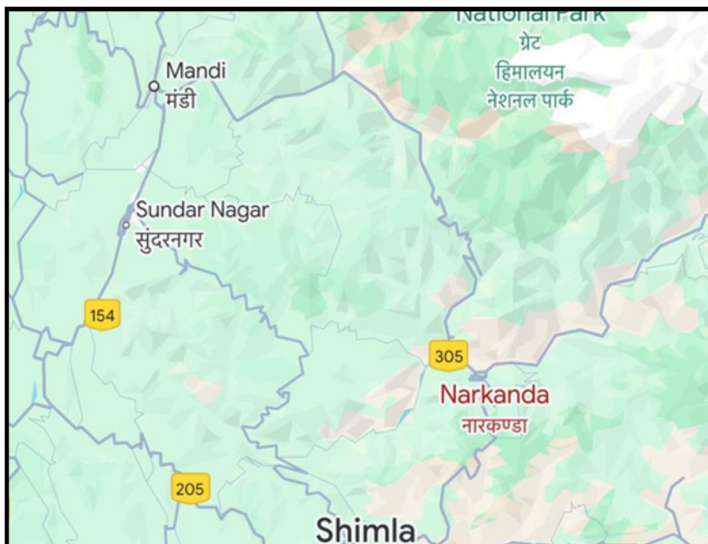 National Park
ग्रेट
हिमालयन
नेशनल पार्क
Mandi
मंडी
Sundar Nagar
सुंदरनगर
154
305
Narkanda
नारकण्डा
205
Shimla